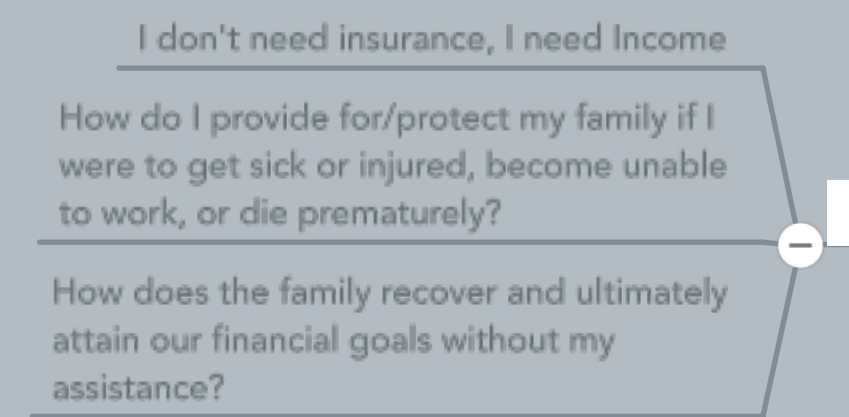 I don't need insurance, I need Income
How do I provide for/protect my family if I
were to get sick or injured, become unable
to work, or die prematurely?
How does the family recover and ultimately
attain our financial goals without my
assistance?